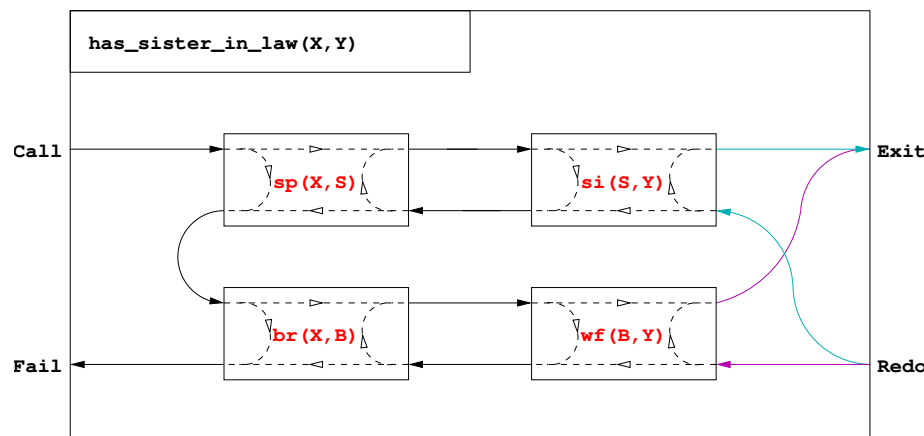 has_sister_in_law(X,Y)
Call
Exit
sp(X,S)
si(S,Y)
br(X,B)
wf(B,Y)
Fail
Redo